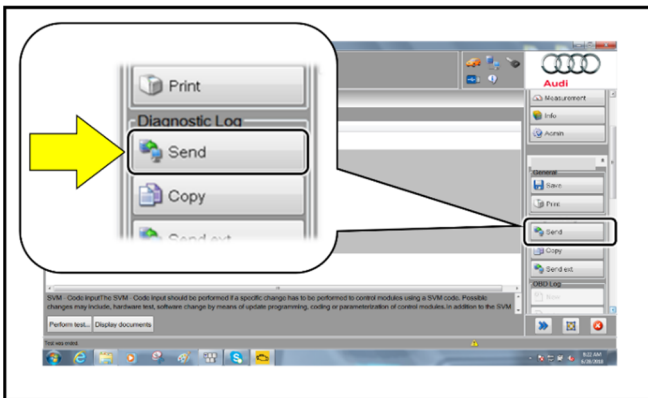 Print
Diagnostic Log
Send
Copy
Send ext
Audi
Measurement
Info
Admin
General
Save
Print
Send
Copy
Send ext
OBD Log
SVM - Code inputThe SVM - Code input should be performed if a specific change has to be performed to control modules using a SVM code. Possible
changes may include, hardware test, software change by means of update programming, coding or parameterization of control modules.In addition to the SVM
Perform test... Display documents
Test was ended.